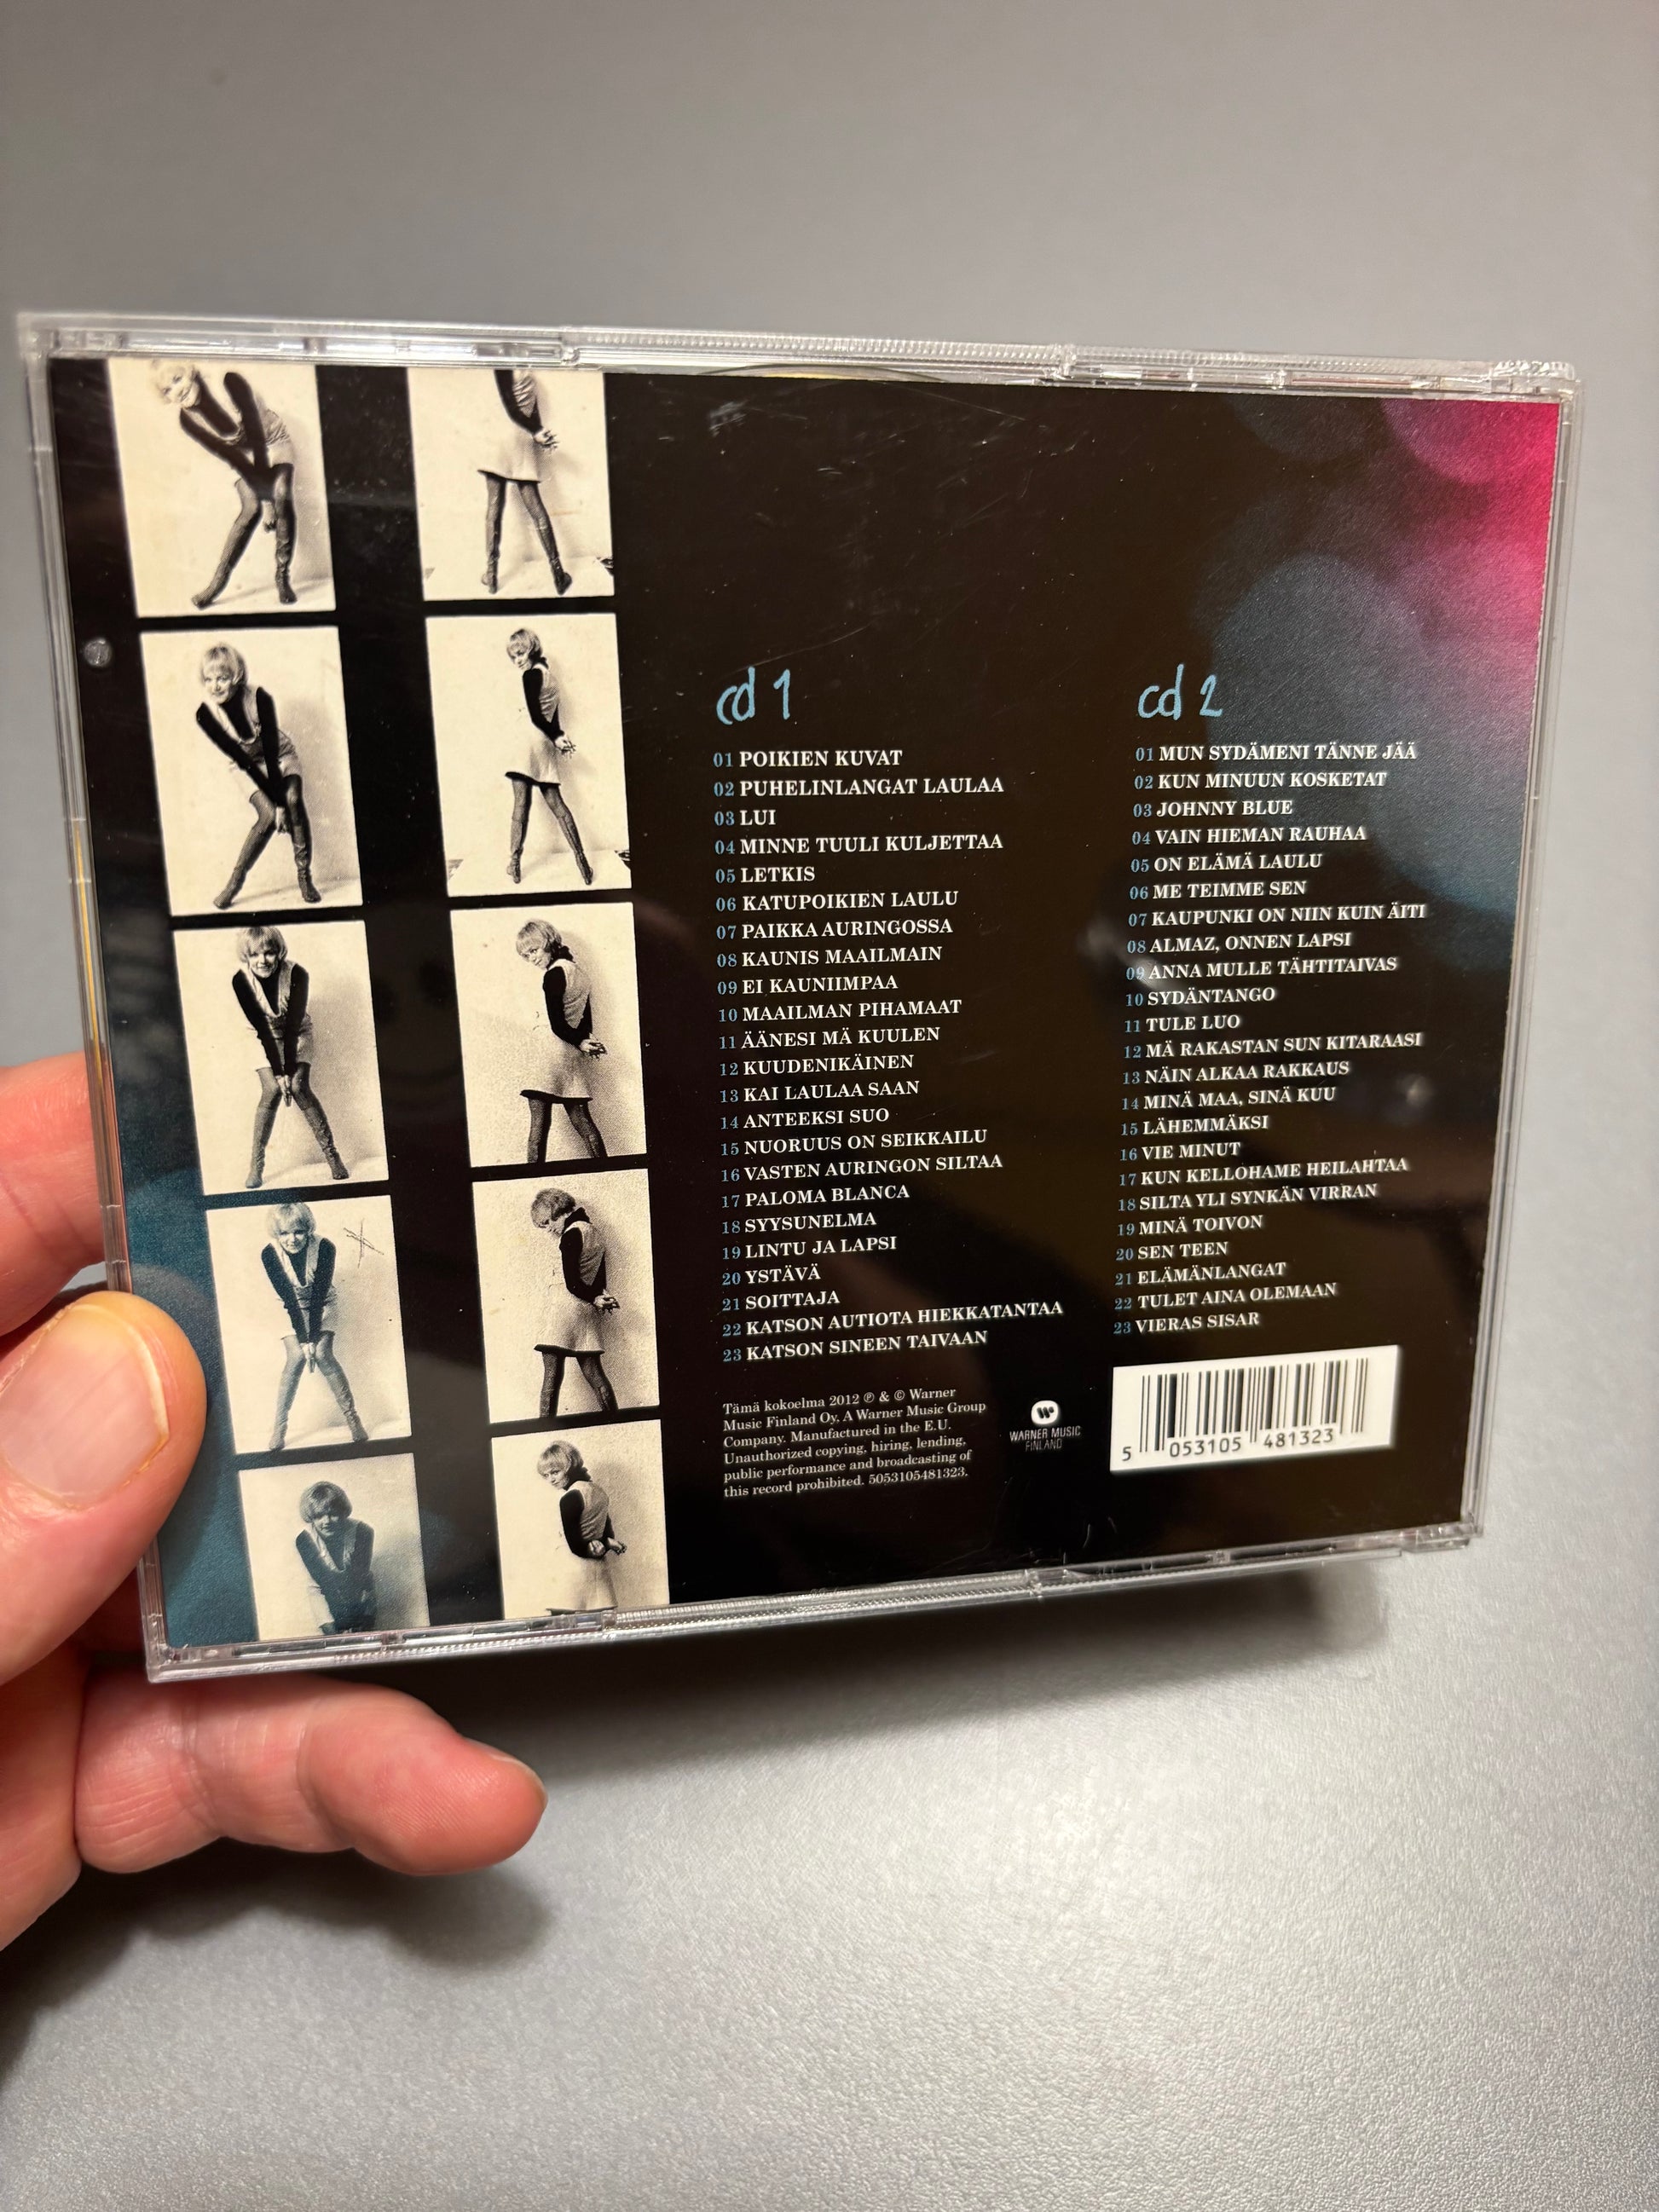 cd 1
01 POIKIEN KUVAT
02 PUHELINLANGAT LAULAA
03 LUI
04 MINNE TUULI KULJETTAA
05 LETKIS
06 KATUPOIKIEN LAULU
07 PAIKKA AURINGOSSA
08 KAUNIS MAAILMAIN
09 EI KAUNIIMPAA
10 MAAILMAN PIHAMAAT
11 ÄÄNESI MÄ KUULEN
12 KUUDENIKÄINEN
13 KAI LAULAA SAAN
14 ANTEEKSI SUO
15 NUORUUS ON SEIKKAILU
16 VASTEN AURINGON SILTAA
17 PALOMA BLANCA
18 SYYSUNELMA
19 LINTU JA LAPSI
20 YSTÄVÄ
21 SOITTAJA
22 KATSON AUTIOTA HIEKKATANTAA
23 KATSON SINEEN TAIVAAN
cd 2
01 MUN SYDÄMENI TÄNNE JÄÄ
02 KUN MINUUN KOSKETAT
03 JOHNNY BLUE
04 VAIN HIEMAN RAUHAA
05 ON ELÄMÄ LAULU
06 ME TEIMME SEN
07 KAUPUNKI ON NIIN KUIN ÄITI
08 ALMAZ, ONNEN LAPSI
09 ANNA MULLE TÄHTITAIVAS
10 SYDÄNTANGO
11 TULE LUO
12 MÄ RAKASTAN SUN KITARAASI
13 NÄIN ALKAA RAKKAUS
14 MINÄ MAA, SINÄ KUU
15 LÄHEMMÄKSI
16 VIE MINUT
17 KUN KELLOHAME HEILAHTAA
18 SILTA YLI SYNKÄN VIRRAN
19 MINÄ TOIVON
20 SEN TEEN
21 ELÄMÄNLANGAT
22 TULET AINA OLEMAAN
23 VIERAS SISAR
Tämä kokoelma 2012 ℗ & © Warner
Music Finland Oy. A Warner Music Group
Company. Manufactured in the E.U.
Unauthorized copying, hiring, lending,
public performance and broadcasting of
this record prohibited. 5053105481323.
WARNER MUSIC
FINLAND
5 053105 481323